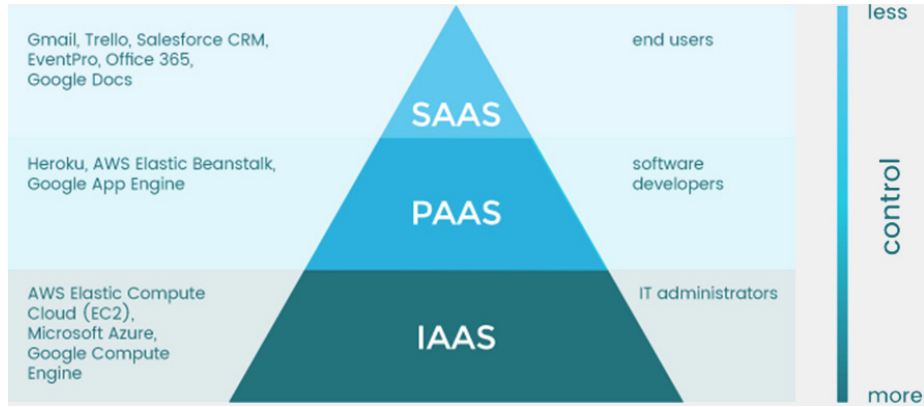 less
Gmail, Trello, Salesforce CRM,
EventPro, Office 365,
Google Docs
SAAS
end users
Heroku, AWS Elastic Beanstalk,
Google App Engine
PAAS
software
developers
control
AWS Elastic Compute
Cloud (EC2),
Microsoft Azure,
Google Compute
Engine
IAAS
IT administrators
more